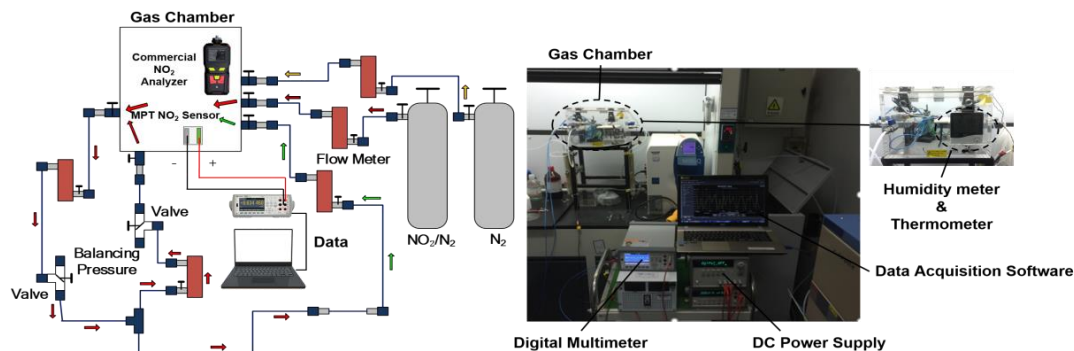 Gas Chamber
Commercial
NO₂
Analyzer
MPT NO₂ Sensor
-
+
Flow Meter
Valve
Balancing
Pressure
Valve
Data
NO₂/N₂
N₂
Gas Chamber
Humidity meter
&
Thermometer
Data Acquisition Software
Digital Multimeter
DC Power Supply